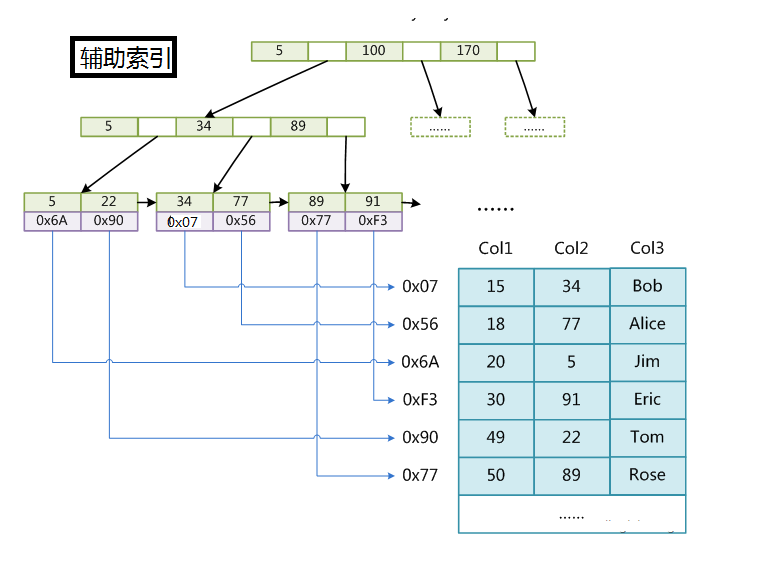 辅助索引
5 100 170
5 34 89
...... ......
5 22 34 77 89 91
0x6A 0x90 0x07 0x56 0x77 0xF3
......
Col1 Col2 Col3
0x07 15 34 Bob
0x56 18 77 Alice
0x6A 20 5 Jim
0xF3 30 91 Eric
0x90 49 22 Tom
0x77 50 89 Rose
......